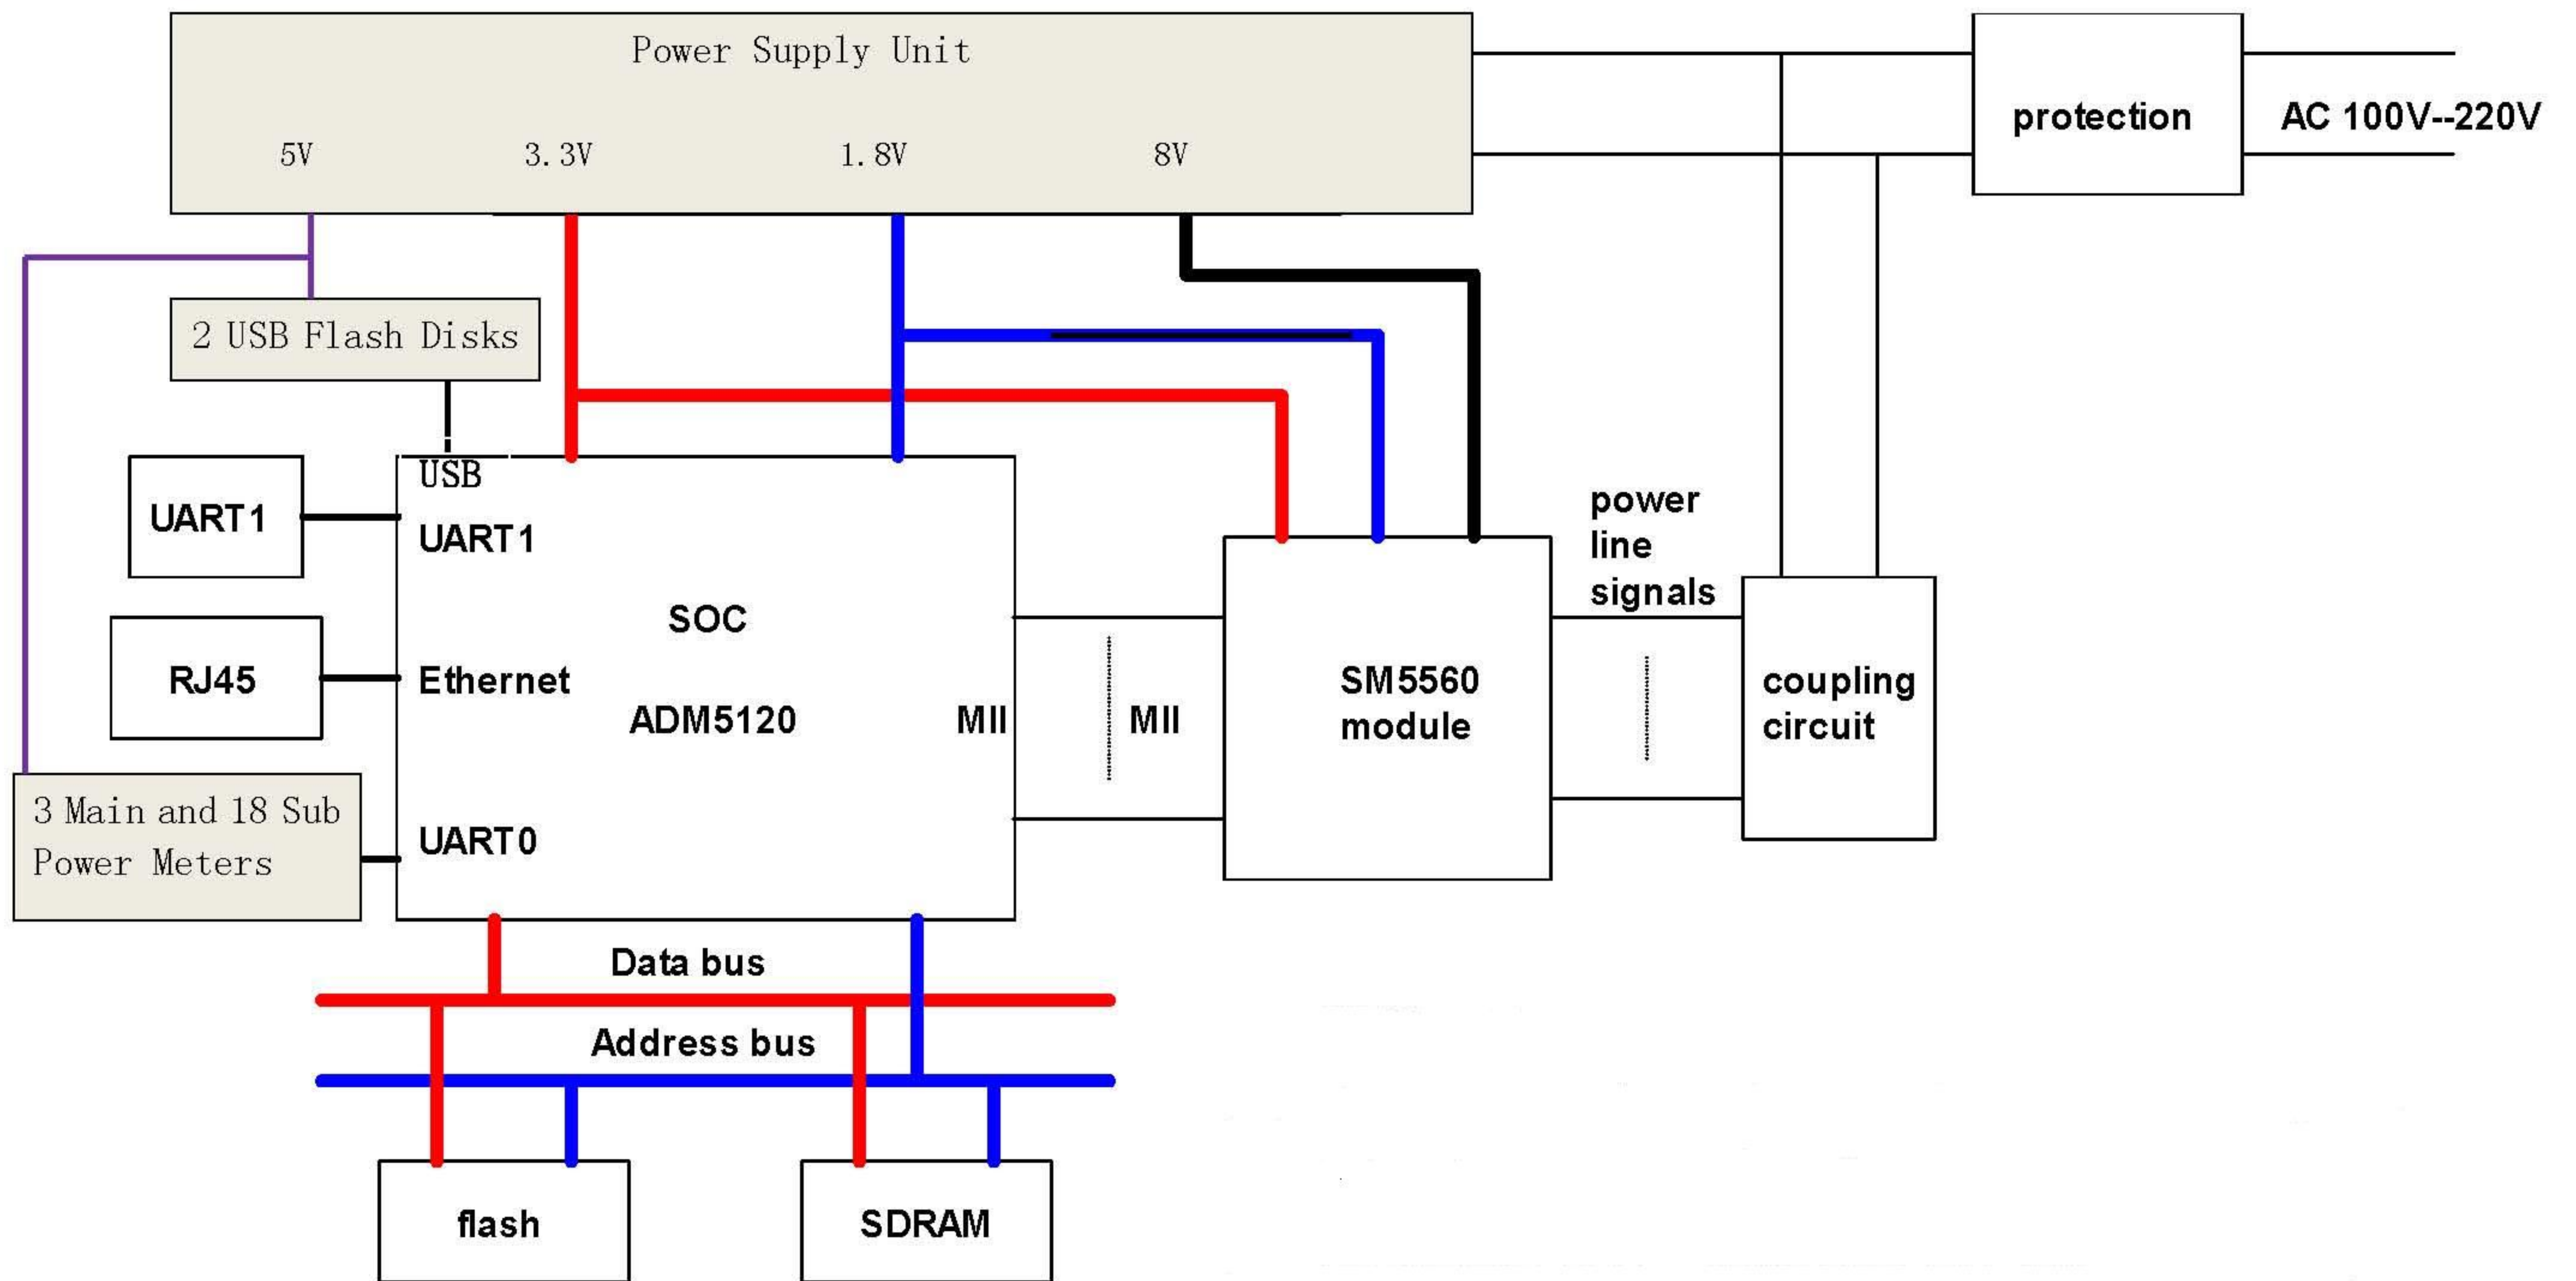 Power Supply Unit
5V
3.3V
1.8V
8V
protection
AC 100V--220V
2 USB Flash Disks
USB
UART1
UART1
SOC
ADM5120
RJ45
Ethernet
MII
MII
SM5560
module
power
line
signals
coupling
circuit
3 Main and 18 Sub
Power Meters
UART0
Data bus
Address bus
flash
SDRAM